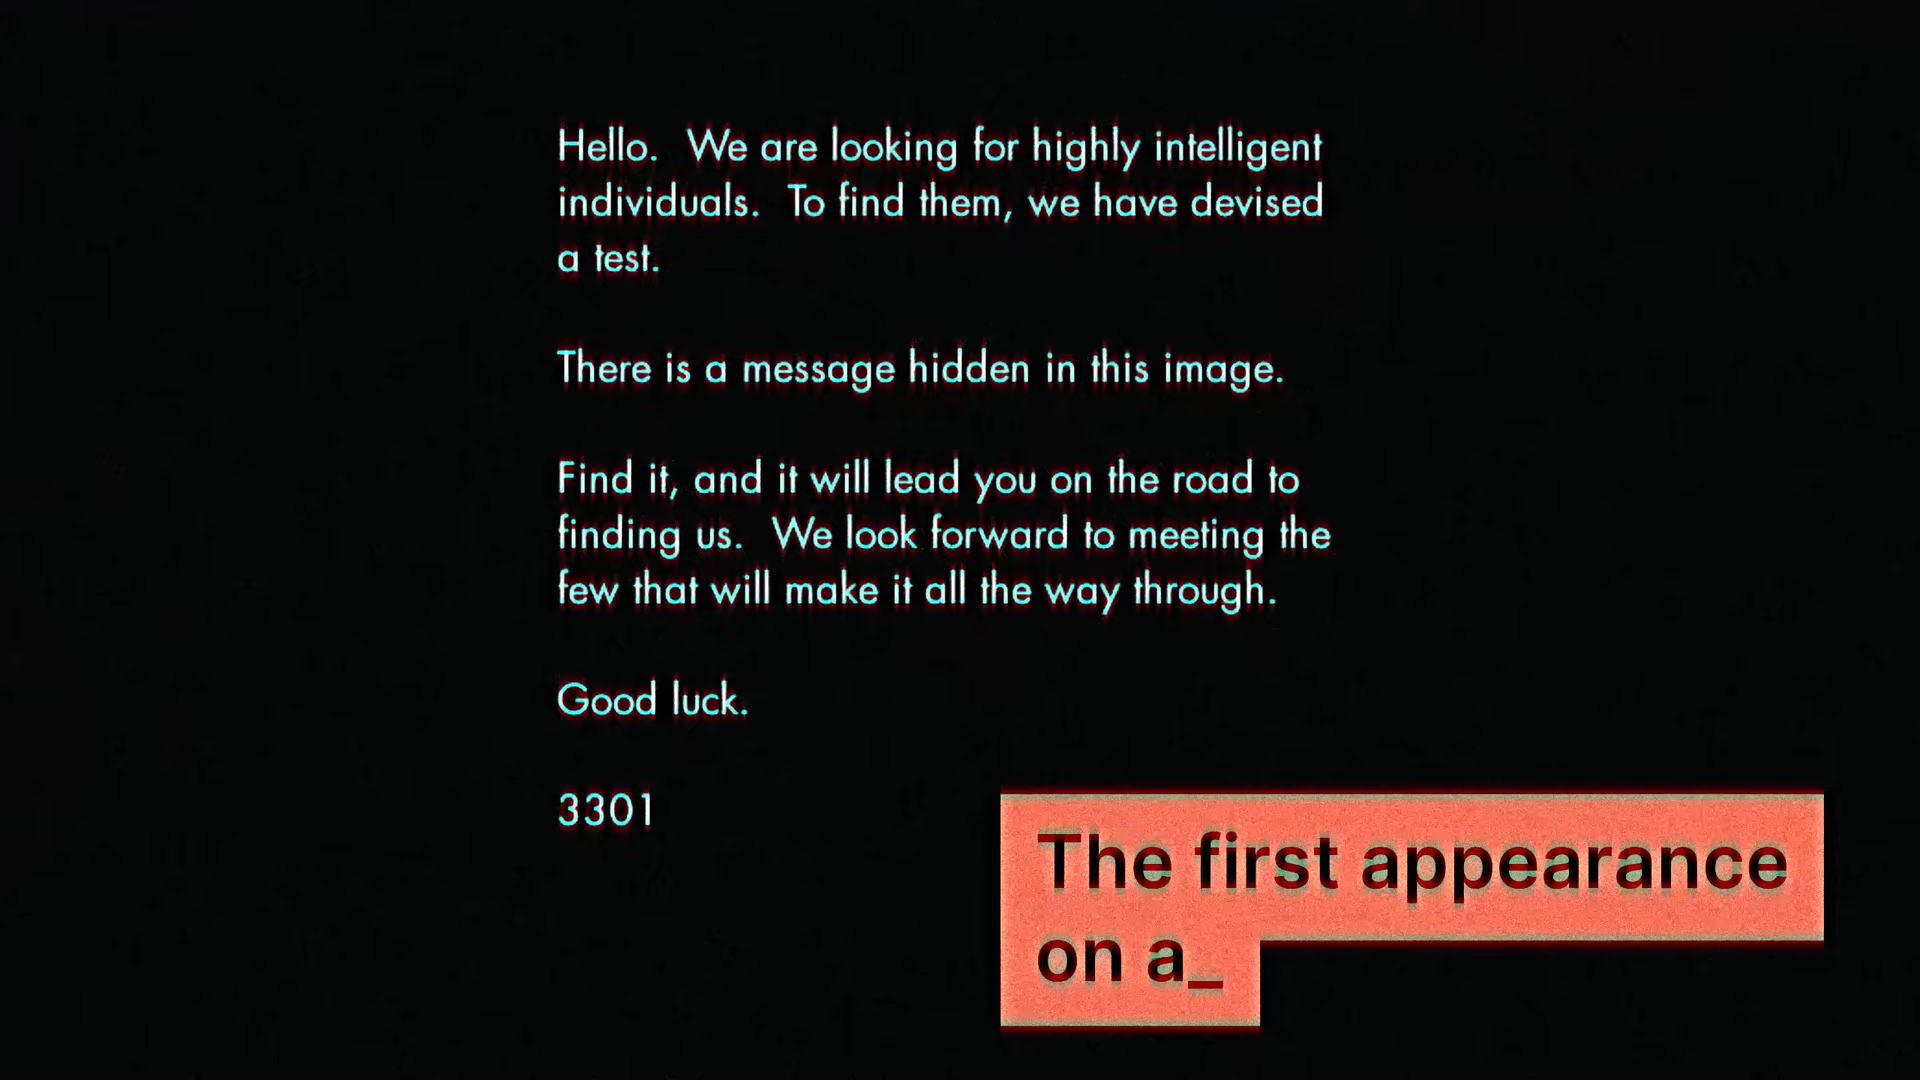 Hello.  We are looking for highly intelligent
individuals.  To find them, we have devised
a test.
There is a message hidden in this image.
Find it, and it will lead you on the road to
finding us.  We look forward to meeting the
few that will make it all the way through.
Good luck.
3301
The first appearance
on a_